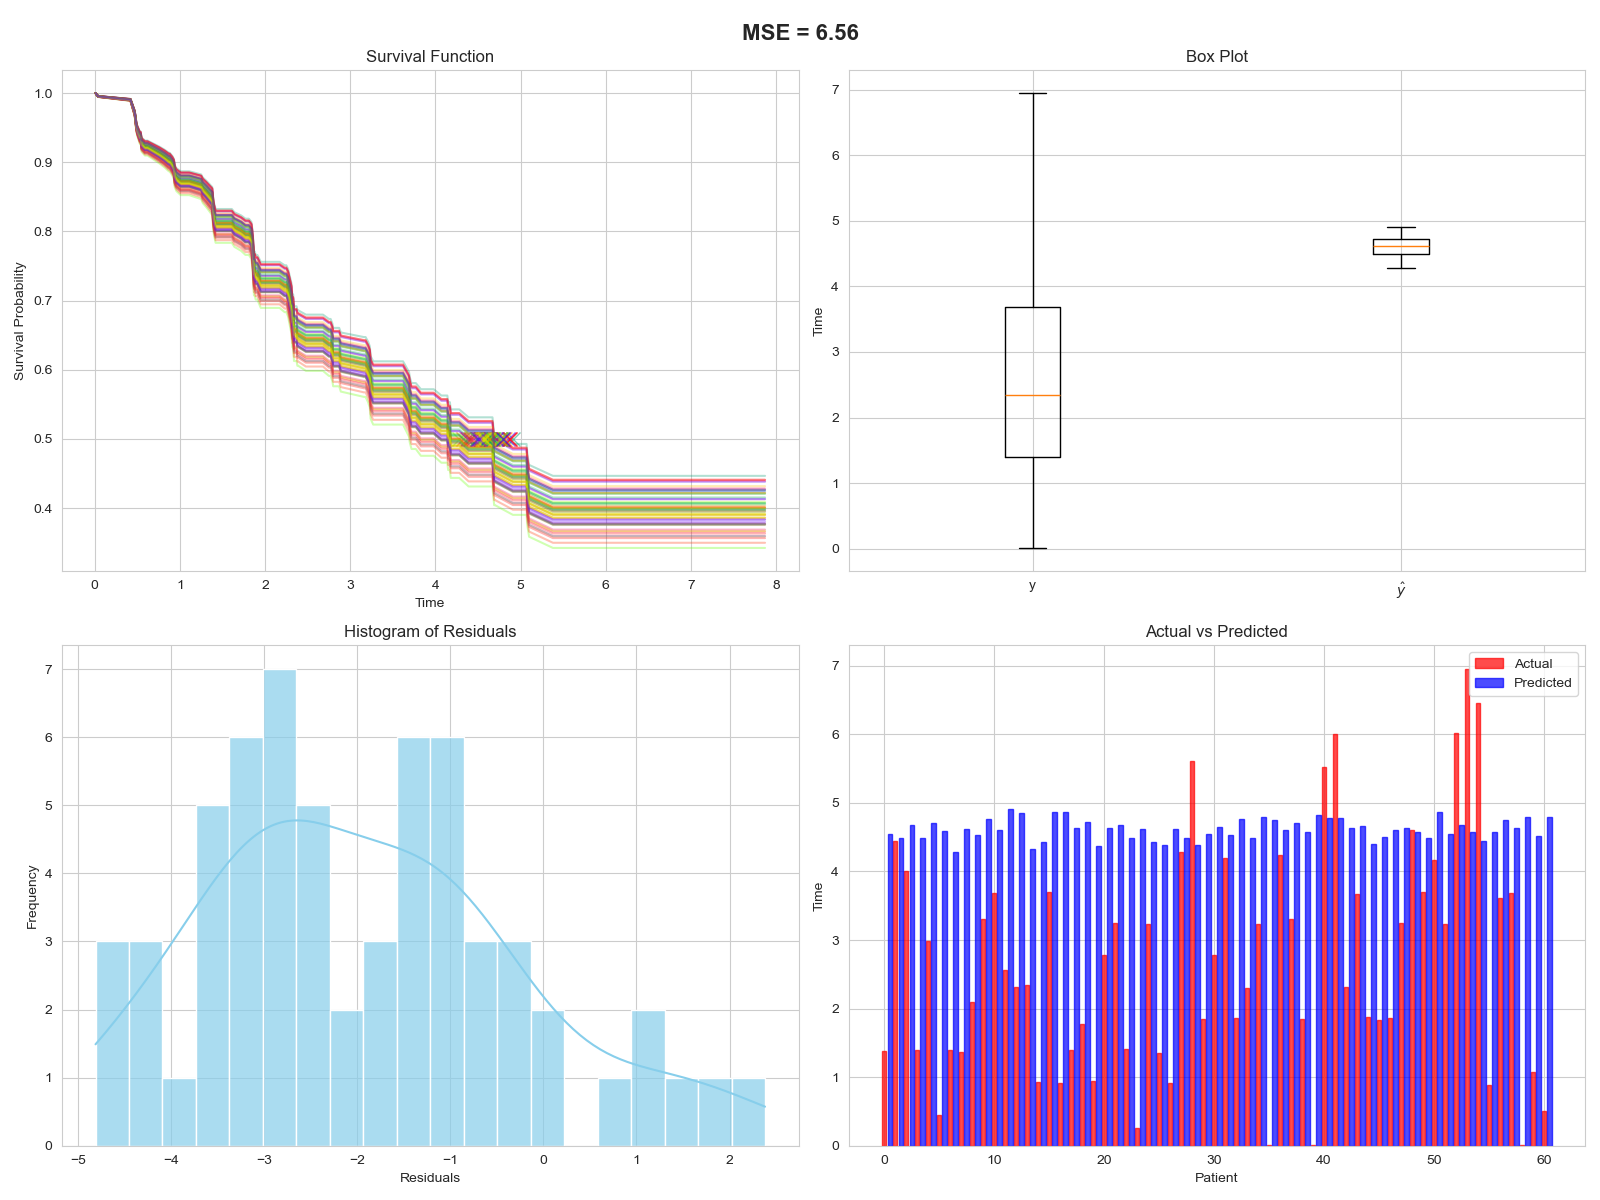 MSE = 6.56
Survival Function
Survival Probability
1.0
0.9
0.8
0.7
0.6
0.5
0.4
0 1 2 3 4 5 6 7 8
Time
Box Plot
Time
7
6
5
4
3
2
1
0
y ŷ
Histogram of Residuals
Frequency
7
6
5
4
3
2
1
0
−5 −4 −3 −2 −1 0 1 2
Residuals
Actual vs Predicted
Actual
Predicted
Time
7
6
5
4
3
2
1
0
0 10 20 30 40 50 60
Patient